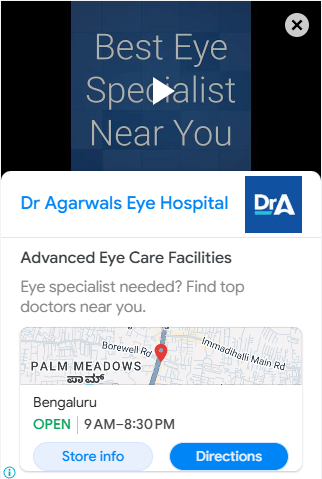 Best Eye
Specialist
Near You
Dr Agarwals Eye Hospital
DrA
Advanced Eye Care Facilities
Eye specialist needed? Find top
doctors near you.
Borewell Rd
Immadihalli Main Rd
PALM MEADOWS
ಪಾಮ್
Bengaluru
OPEN | 9 AM–8:30 PM
Store info
Directions